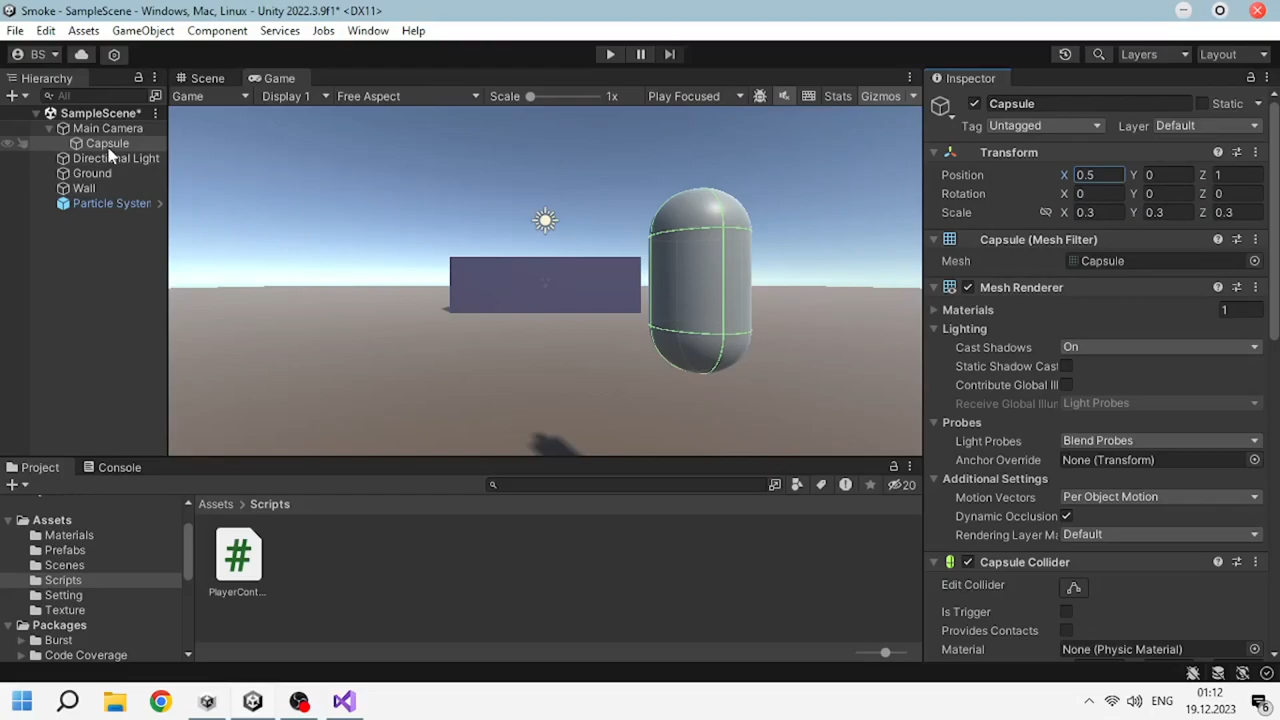 Smoke - SampleScene - Windows, Mac, Linux - Unity 2022.3.9f1* <DX11>
File Edit Assets GameObject Component Services Jobs Window Help
BS Layers Layout
Hierarchy Scene Game Inspector
All Game Display 1 Free Aspect Scale 1x Play Focused Stats Gizmos
Capsule Static
SampleScene*
Main Camera
Capsule
Directional Light
Ground
Wall
Particle System
Tag Untagged Layer Default
Transform
Position X 0.5 Y 0 Z 1
Rotation X 0 Y 0 Z 0
Scale X 0.3 Y 0.3 Z 0.3
Capsule (Mesh Filter)
Mesh Capsule
Mesh Renderer
Materials 1
Lighting
Cast Shadows On
Static Shadow Cast
Contribute Global Ill
Receive Global Illum Light Probes
Probes
Light Probes Blend Probes
Anchor Override None (Transform)
Additional Settings
Motion Vectors Per Object Motion
Dynamic Occlusion
Rendering Layer Ma Default
Capsule Collider
Edit Collider
Is Trigger
Provides Contacts
Material None (Physic Material)
Project Console
20
Assets
Materials
Prefabs
Scenes
Scripts
Setting
Texture
Packages
Burst
Code Coverage
Assets > Scripts
#
PlayerCont...
ENG
01:12
19.12.2023
6